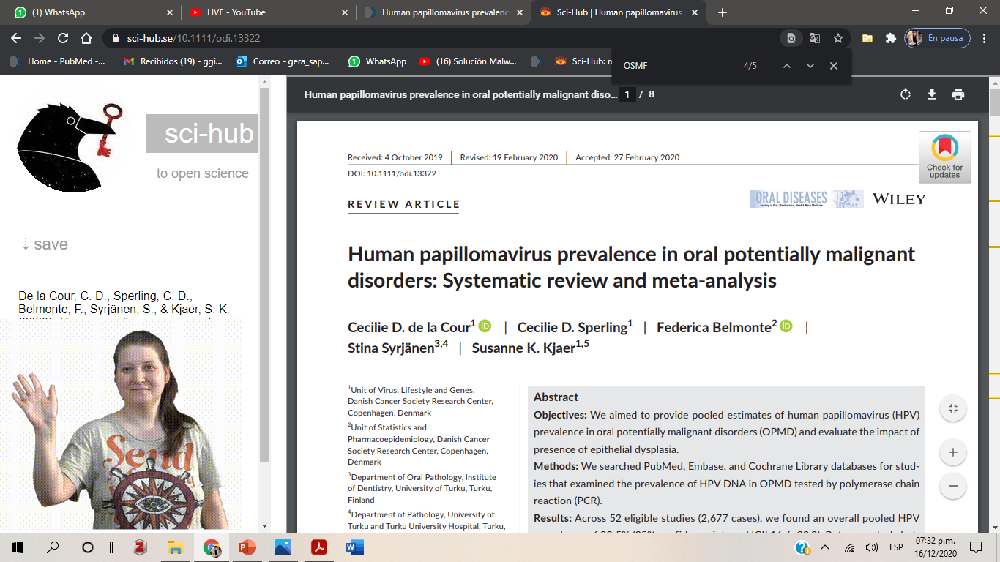 (1) WhatsApp
LIVE - YouTube
Human papillomavirus prevalenc
Sci-Hub | Human papillomavirus
sci-hub.se/10.1111/odi.13322
En pausa
Home - PubMed -...
Recibidos (19) - ggi...
Correo - gera_sap...
WhatsApp
(16) Solución Malw...
Sci-Hub: r
OSMF
4/5
Human papillomavirus prevalence in oral potentially malignant diso...
1 / 8
sci-hub
to open science
⇣ save
De la Cour, C. D., Sperling, C. D.,
Belmonte, F., Syrjänen, S., & Kjaer, S. K.
Send
Received: 4 October 2019 | Revised: 19 February 2020 | Accepted: 27 February 2020
DOI: 10.1111/odi.13322
Check for
updates
REVIEW ARTICLE
ORAL DISEASES
WILEY
Human papillomavirus prevalence in oral potentially malignant
disorders: Systematic review and meta-analysis
Cecilie D. de la Cour1 iD | Cecilie D. Sperling1 | Federica Belmonte2 iD |
Stina Syrjänen3,4 | Susanne K. Kjaer1,5
1Unit of Virus, Lifestyle and Genes,
Danish Cancer Society Research Center,
Copenhagen, Denmark
2Unit of Statistics and
Pharmacoepidemiology, Danish Cancer
Society Research Center, Copenhagen,
Denmark
3Department of Oral Pathology, Institute
of Dentistry, University of Turku, Turku,
Finland
4Department of Pathology, University of
Turku and Turku University Hospital, Turku,
Abstract
Objectives: We aimed to provide pooled estimates of human papillomavirus (HPV)
prevalence in oral potentially malignant disorders (OPMD) and evaluate the impact of
presence of epithelial dysplasia.
Methods: We searched PubMed, Embase, and Cochrane Library databases for stud-
ies that examined the prevalence of HPV DNA in OPMD tested by polymerase chain
reaction (PCR).
Results: Across 52 eligible studies (2,677 cases), we found an overall pooled HPV
ESP
07:32 p.m.
16/12/2020